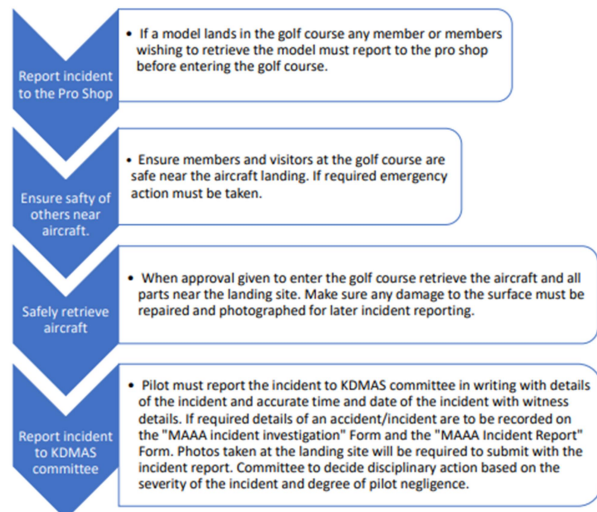 Report incident
to the Pro Shop
• If a model lands in the golf course any member or members
wishing to retrieve the model must report to the pro shop
before entering the golf course.
Ensure safty of
others near
aircraft.
• Ensure members and visitors at the golf course are
safe near the aircraft landing. If required emergency
action must be taken.
Safely retrieve
aircraft
• When approval given to enter the golf course retrieve the aircraft and all
parts near the landing site. Make sure any damage to the surface must be
repaired and photographed for later incident reporting.
Report incident
to KDMAS
committee
• Pilot must report the incident to KDMAS committee in writing with details
of the incident and accurate time and date of the incident with witness
details. If required details of an accident/incident are to be recorded on
the "MAAA incident investigation" Form and the "MAAA Incident Report"
Form. Photos taken at the landing site will be required to submit with the
incident report. Committee to decide disciplinary action based on the
severity of the incident and degree of pilot negligence.